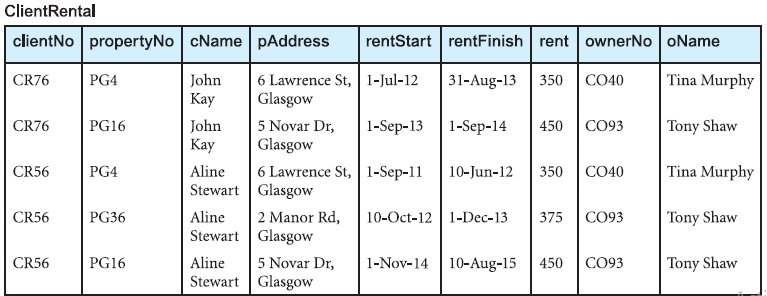 ClientRental
clientNo propertyNo cName pAddress rentStart rentFinish rent ownerNo oName
CR76 PG4 John 6 Lawrence St, 1-Jul-12 31-Aug-13 350 CO40 Tina Murphy
Kay Glasgow
CR76 PG16 John 5 Novar Dr, 1-Sep-13 1-Sep-14 450 CO93 Tony Shaw
Kay Glasgow
CR56 PG4 Aline 6 Lawrence St, 1-Sep-11 10-Jun-12 350 CO40 Tina Murphy
Stewart Glasgow
CR56 PG36 Aline 2 Manor Rd, 10-Oct-12 1-Dec-13 375 CO93 Tony Shaw
Stewart Glasgow
CR56 PG16 Aline 5 Novar Dr, 1-Nov-14 10-Aug-15 450 CO93 Tony Shaw
Stewart Glasgow